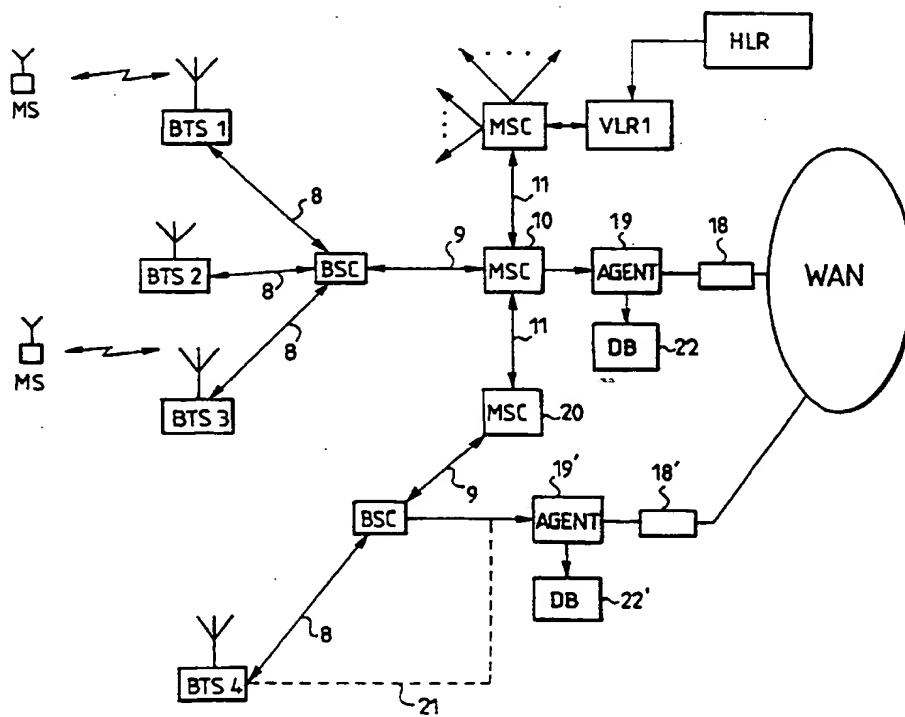 HLR
MS
BTS 1
MSC
VLR1
8
11
10
19
18
9
BTS 2
8
BSC
MSC
AGENT
WAN
8
11
DB
22
MS
BTS 3
MSC
20
9
19'
18'
BSC
AGENT
DB
22'
8
BTS 4
21